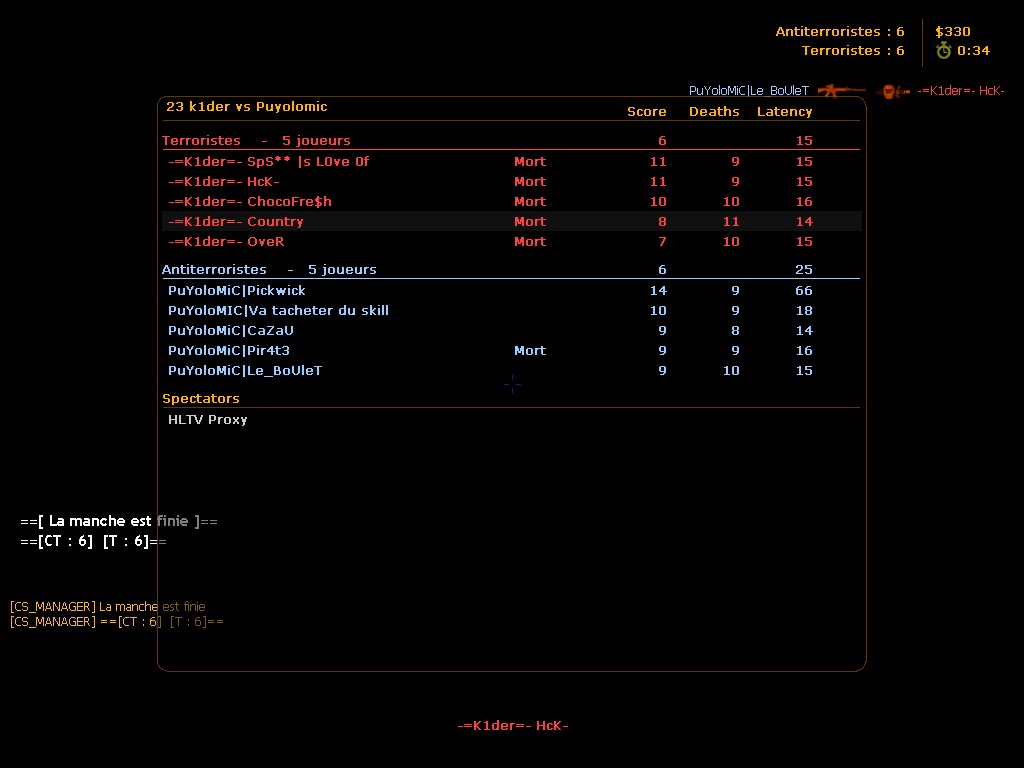 Antiterroristes : 6 $330
Terroristes : 6 0:34
PuYoloMiC|Le_BoUleT -=K1der=- HcK-
23 k1der vs Puyolomic
Score Deaths Latency
Terroristes - 5 joueurs 6 15
-=K1der=- SpS** |s L0ve 0f Mort 11 9 15
-=K1der=- HcK- Mort 11 9 15
-=K1der=- ChocoFre$h Mort 10 10 16
-=K1der=- Country Mort 8 11 14
-=K1der=- OveR Mort 7 10 15
Antiterroristes - 5 joueurs 6 25
PuYoloMiC|Pickwick 14 9 66
PuYoloMIC|Va tacheter du skill 10 9 18
PuYoloMiC|CaZaU 9 8 14
PuYoloMiC|Pir4t3 Mort 9 9 16
PuYoloMiC|Le_BoUleT 9 10 15
Spectators
HLTV Proxy
==[ La manche est finie ]==
==[CT : 6] [T : 6]==
[CS_MANAGER] La manche est finie
[CS_MANAGER] ==[CT : 6] [T : 6]==
-=K1der=- HcK-